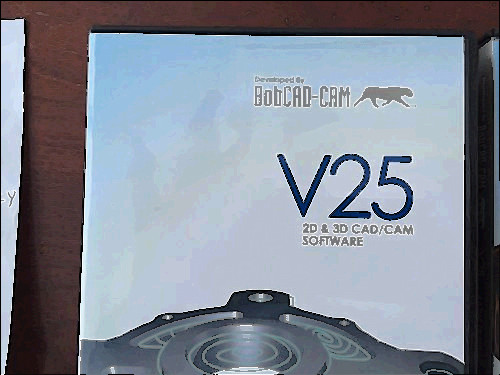 Developed By
BobCAD-CAM
V25
2D & 3D CAD/CAM
SOFTWARE
Y